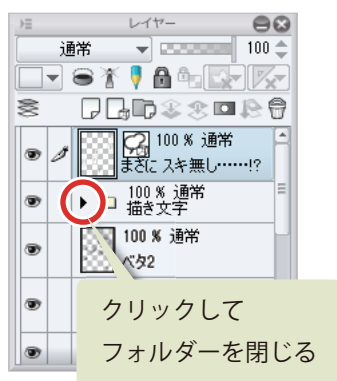 レイヤー
通常 100
100 % 通常
まさに スキ無し……!?
100 % 通常
描き文字
100 % 通常
ベタ2
クリックして
フォルダーを閉じる